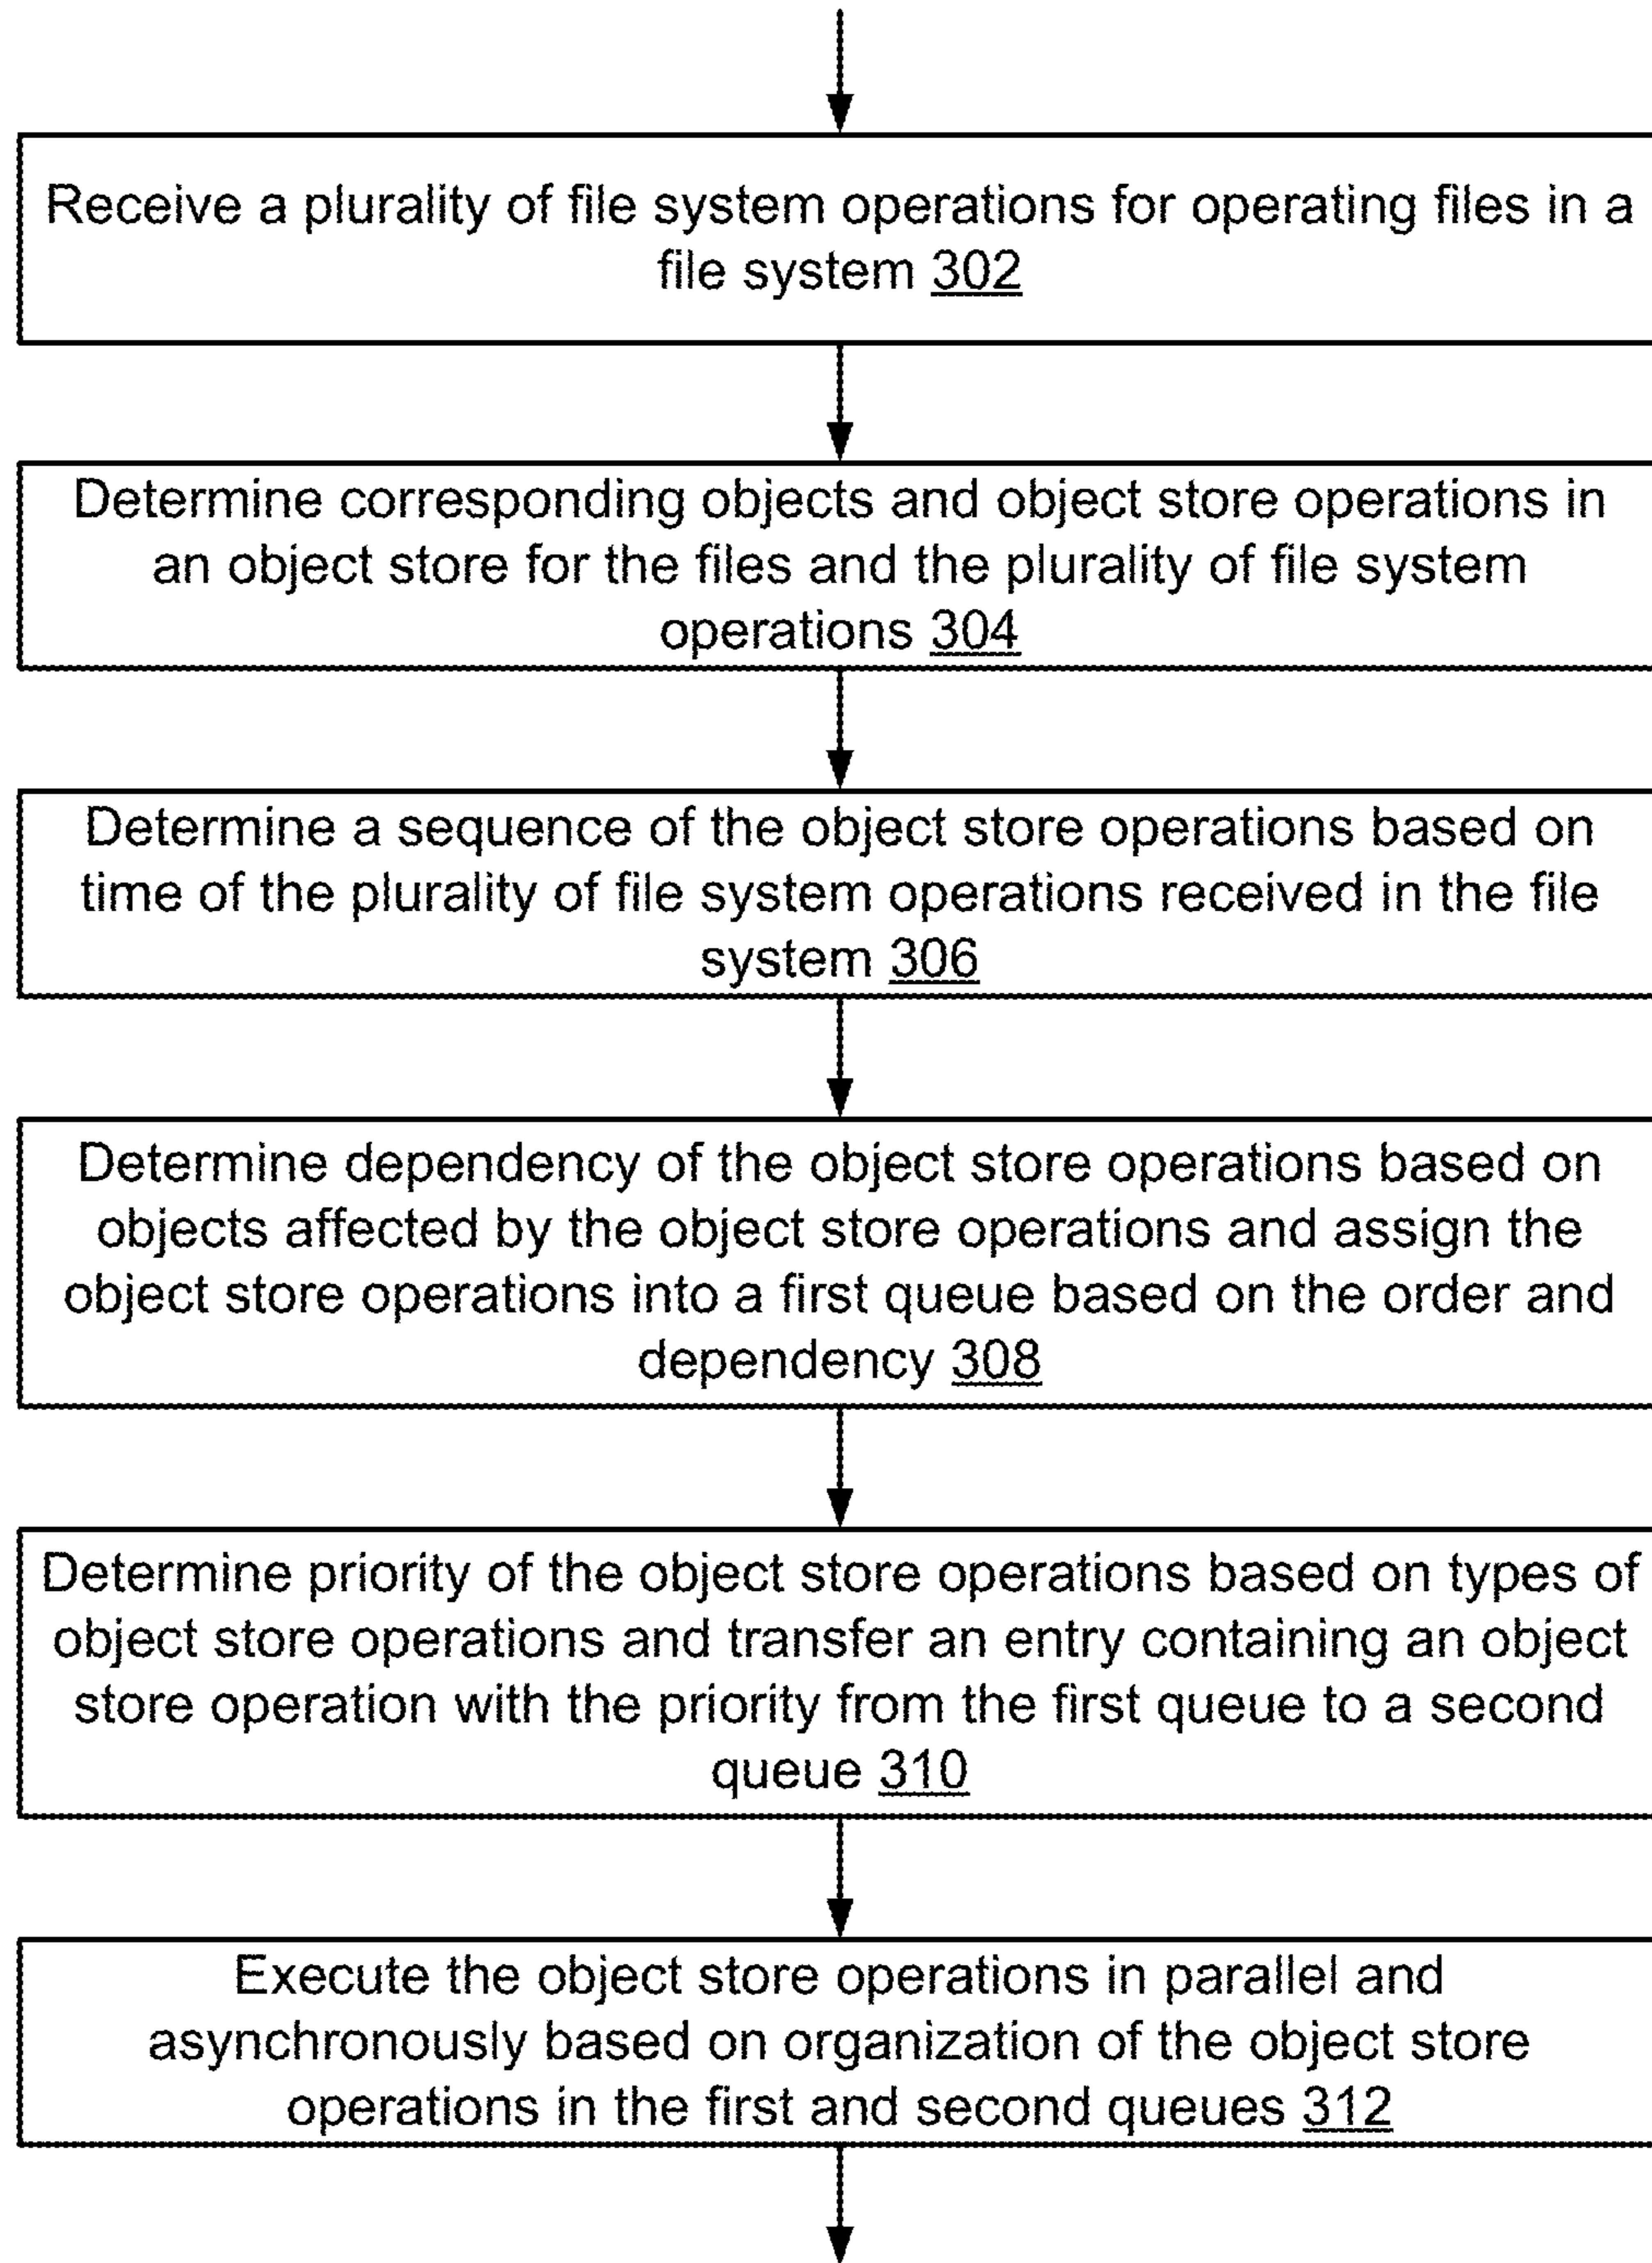 Receive a plurality of file system operations for operating files in a
file system 302
Determine corresponding objects and object store operations in
an object store for the files and the plurality of file system
operations 304
Determine a sequence of the object store operations based on
time of the plurality of file system operations received in the file
system 306
Determine dependency of the object store operations based on
objects affected by the object store operations and assign the
object store operations into a first queue based on the order and
dependency 308
Determine priority of the object store operations based on types of
object store operations and transfer an entry containing an object
store operation with the priority from the first queue to a second
queue 310
Execute the object store operations in parallel and
asynchronously based on organization of the object store
operations in the first and second queues 312